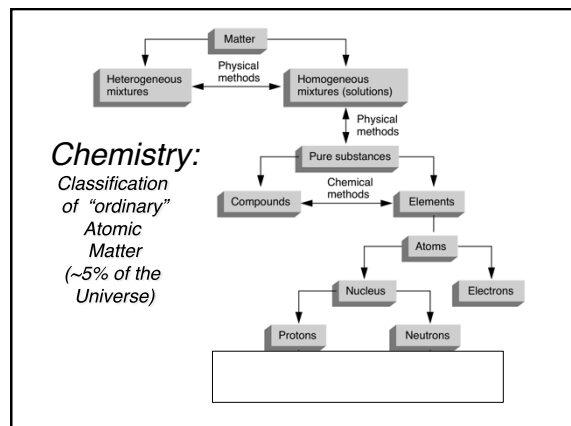 Matter
Physical
methods
Heterogeneous
mixtures
Homogeneous
mixtures (solutions)
Physical
methods
Pure substances
Chemistry:
Classification
of “ordinary”
Atomic
Matter
(~5% of the
Universe)
Chemical
methods
Compounds
Elements
Atoms
Nucleus
Electrons
Protons
Neutrons